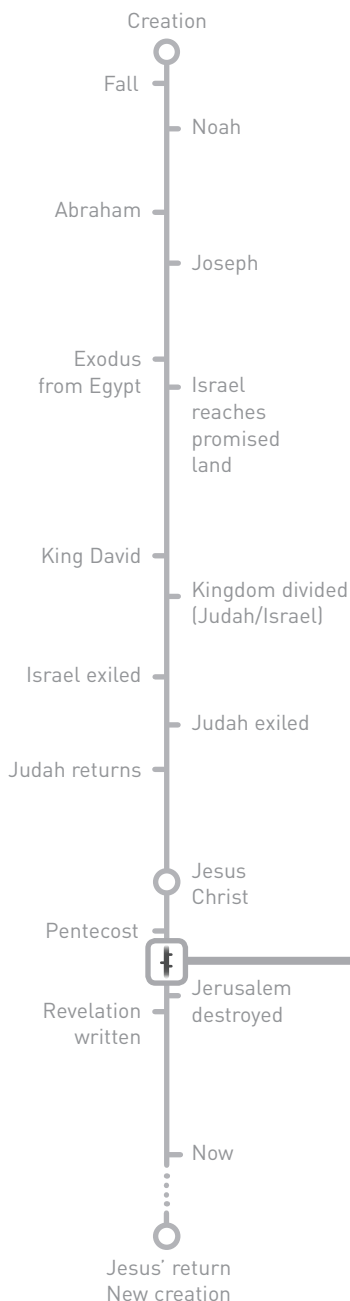 Creation
Fall
Noah
Abraham
Joseph
Exodus
from Egypt
Israel
reaches
promised
land
King David
Kingdom divided
(Judah/Israel)
Israel exiled
Judah exiled
Judah returns
Jesus
Christ
Pentecost
Jerusalem
destroyed
Revelation
written
Now
Jesus’ return
New creation